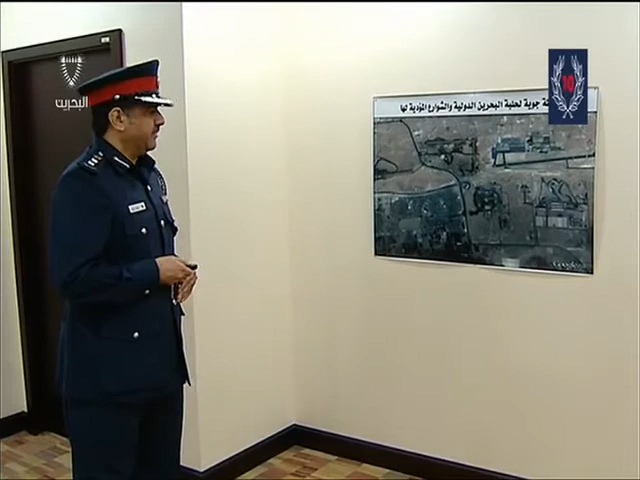 البحرين
10
جوية لحلبة البحرين الدولية والشوارع المؤدية لها